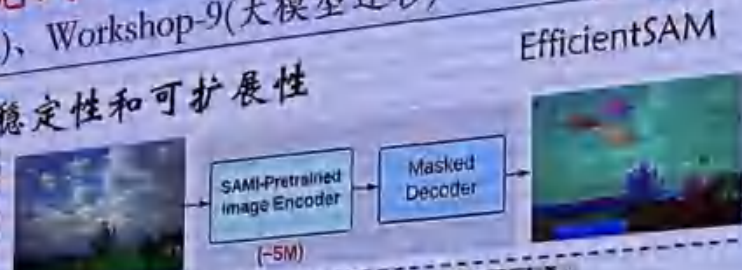 )、Workshop-9(大模型
EfficientSAM
稳定性和可扩展性
SAMI-Pretrained
Image Encoder
Masked
Decoder
(~5M)